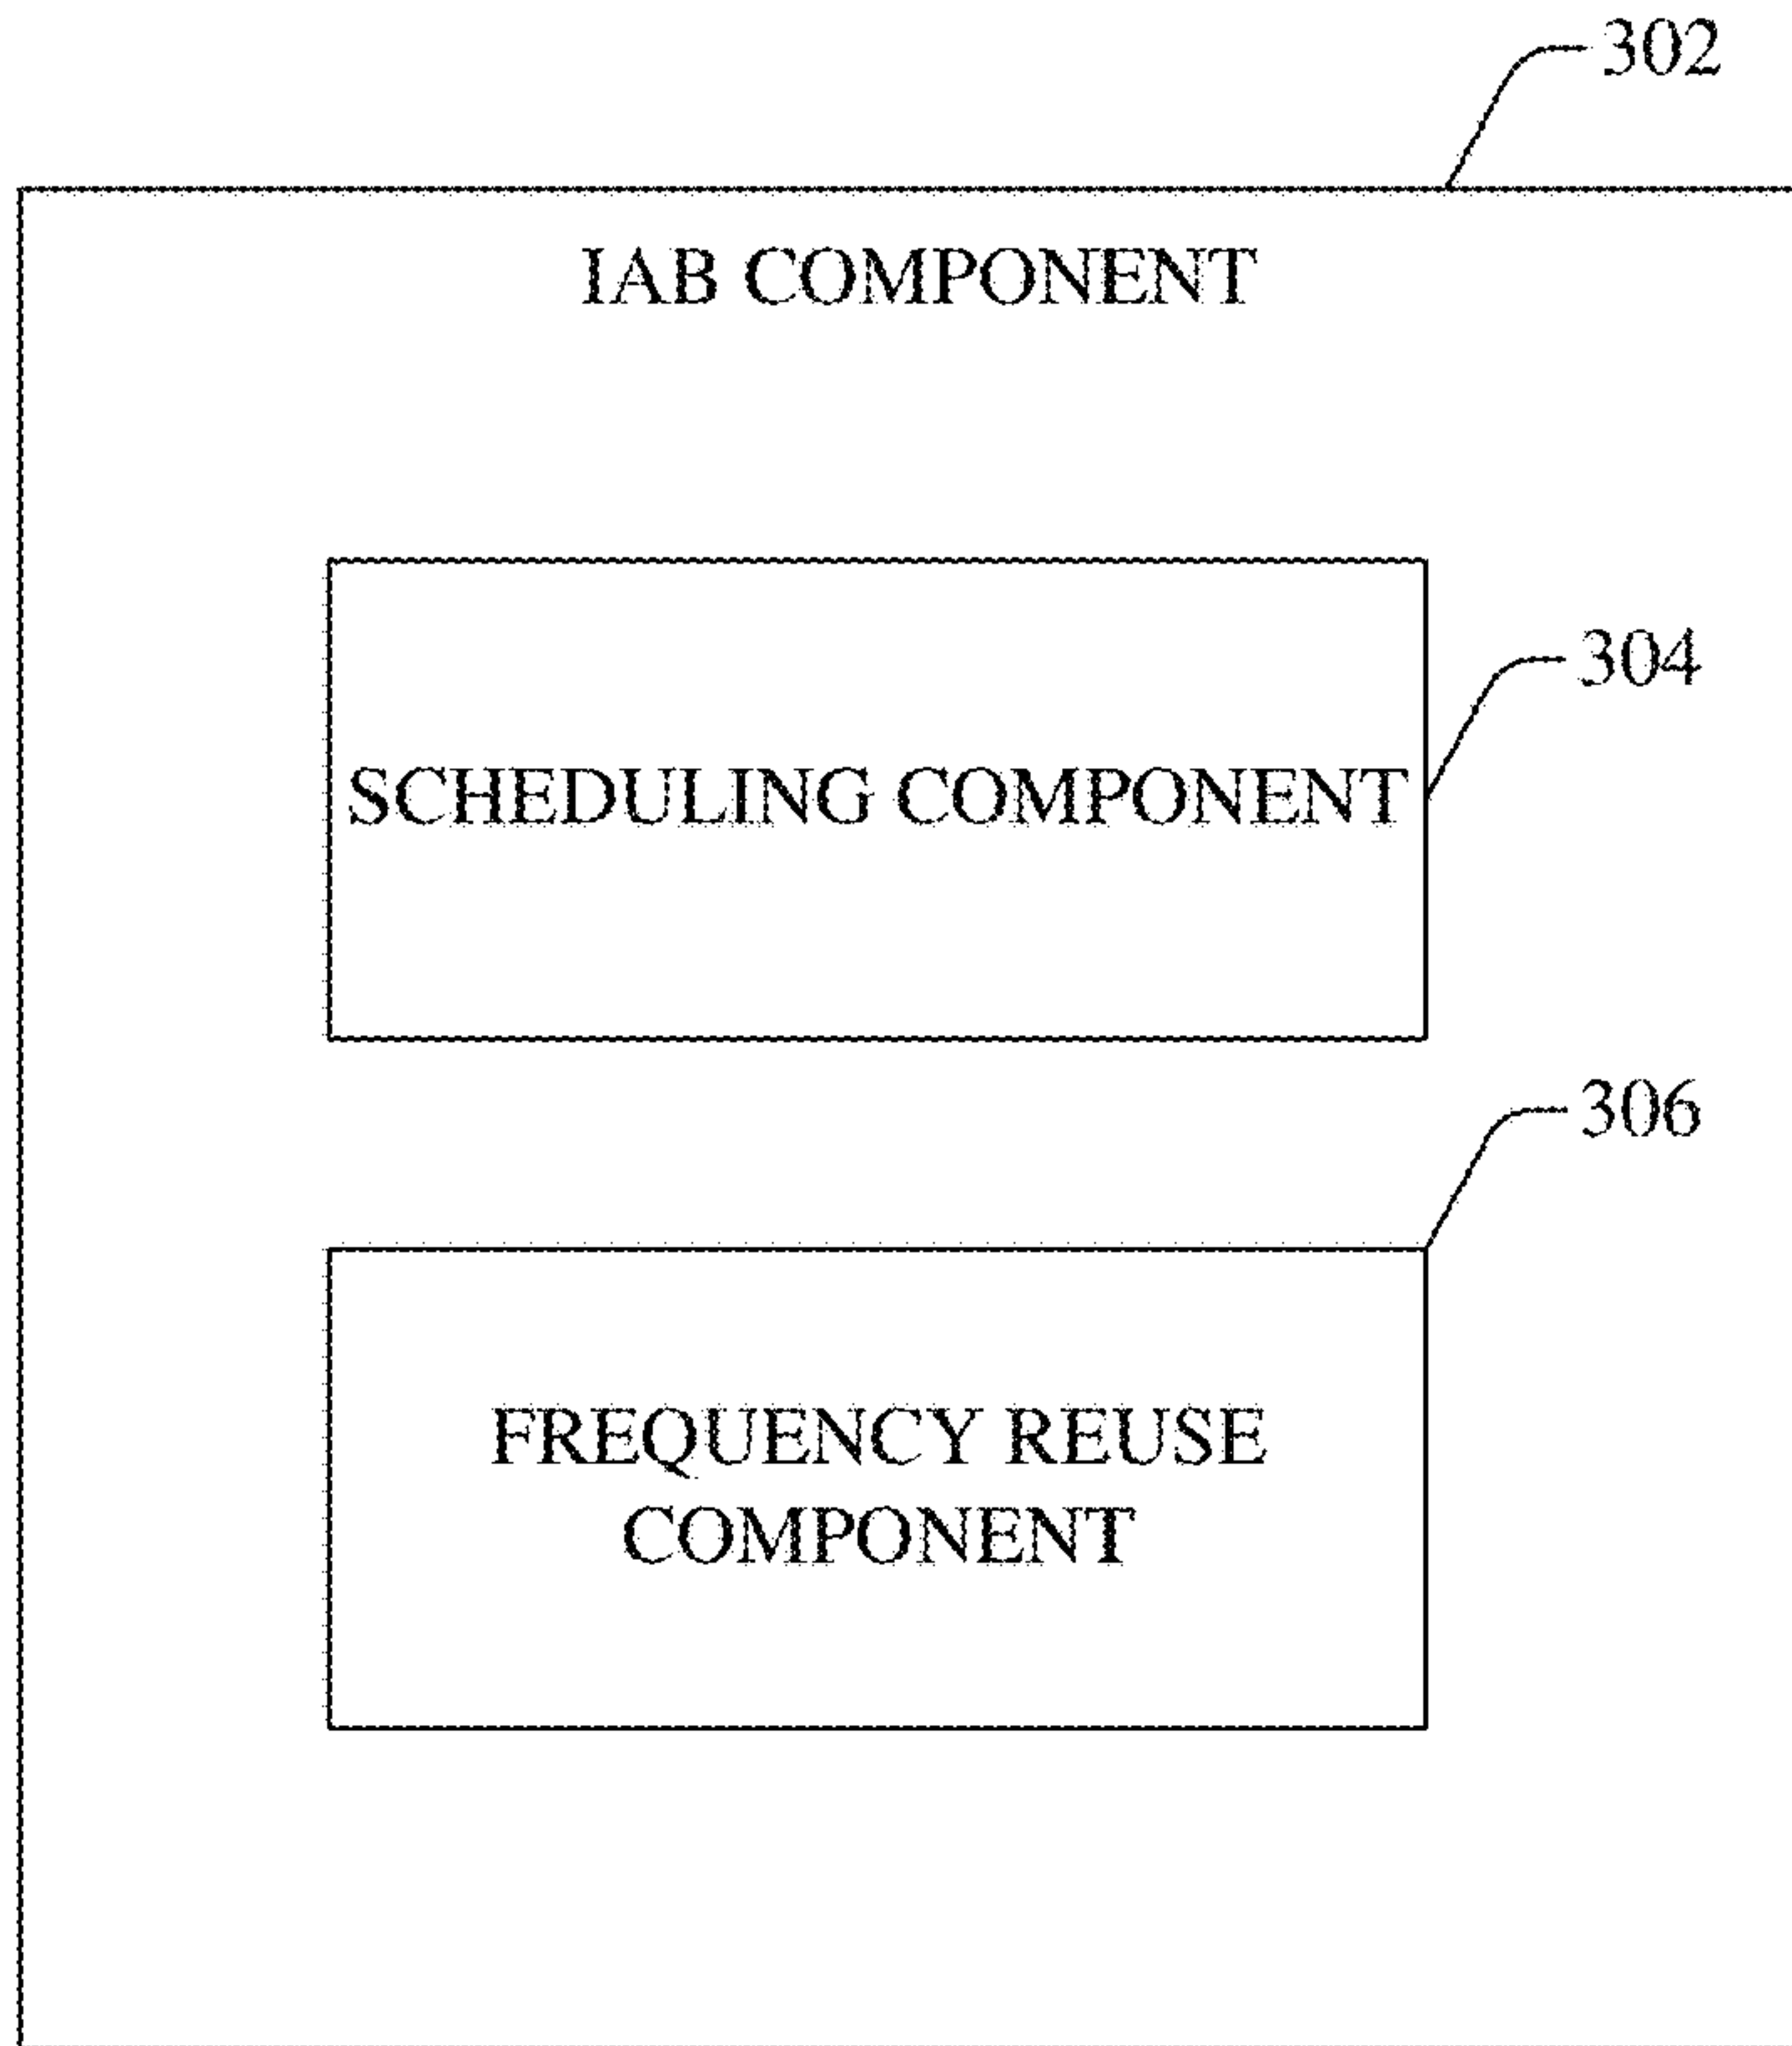 302
IAB COMPONENT
304
SCHEDULING COMPONENT
306
FREQUENCY REUSE
COMPONENT